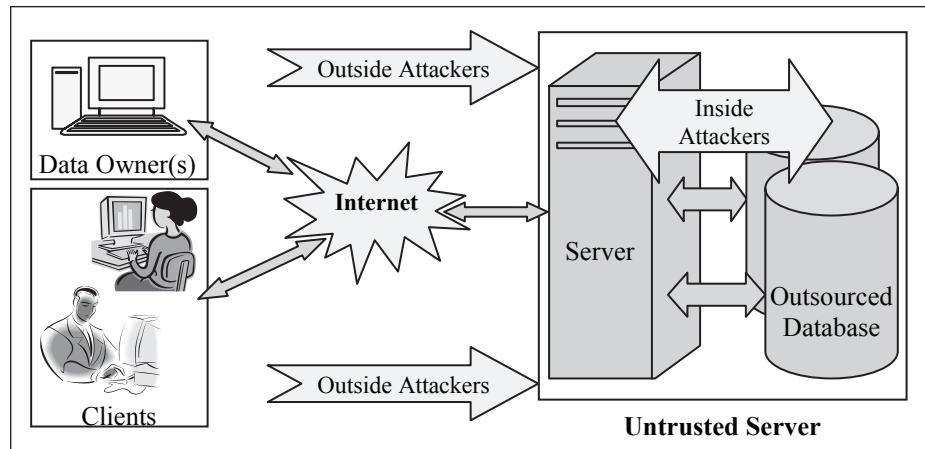 Outside Attackers
Data Owner(s)
Inside
Attackers
Internet
Server
Outsourced
Database
Outside Attackers
Clients
Untrusted Server